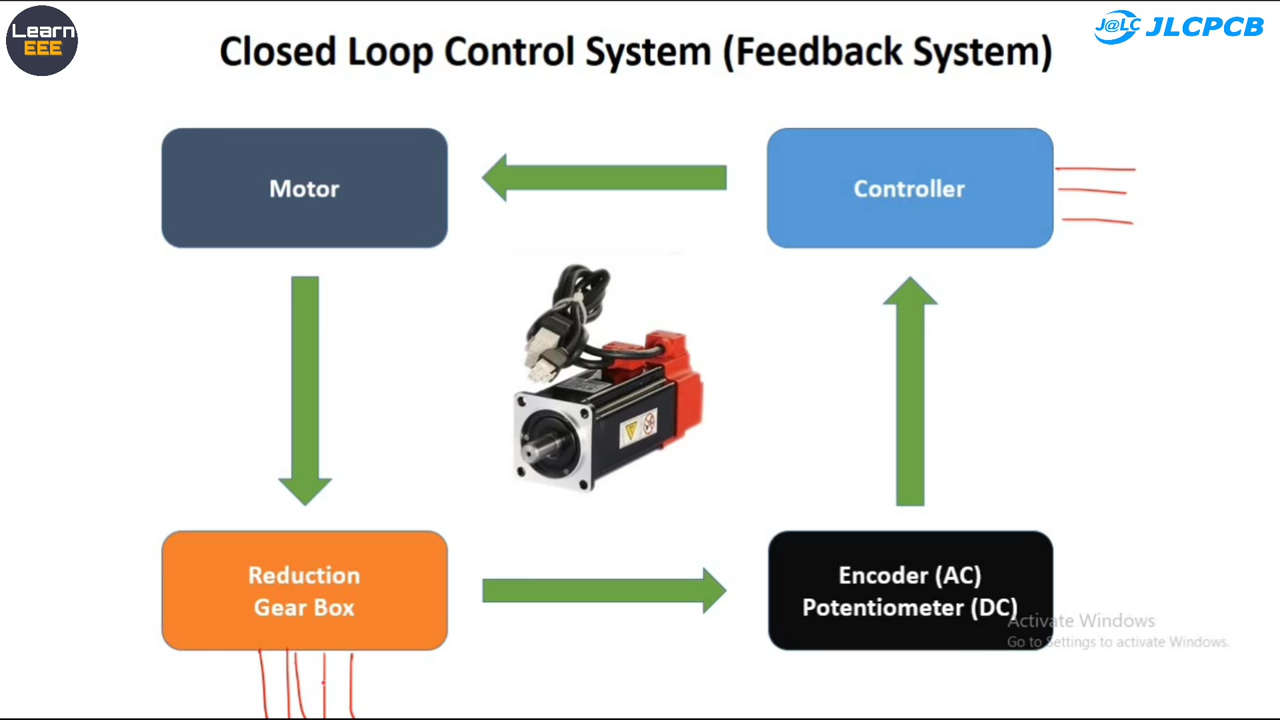 Learn
EEE
J@LC JLCPCB
Closed Loop Control System (Feedback System)
Motor
Controller
Reduction
Gear Box
Encoder (AC)
Potentiometer (DC)
Activate Windows
Go to Settings to activate Windows.